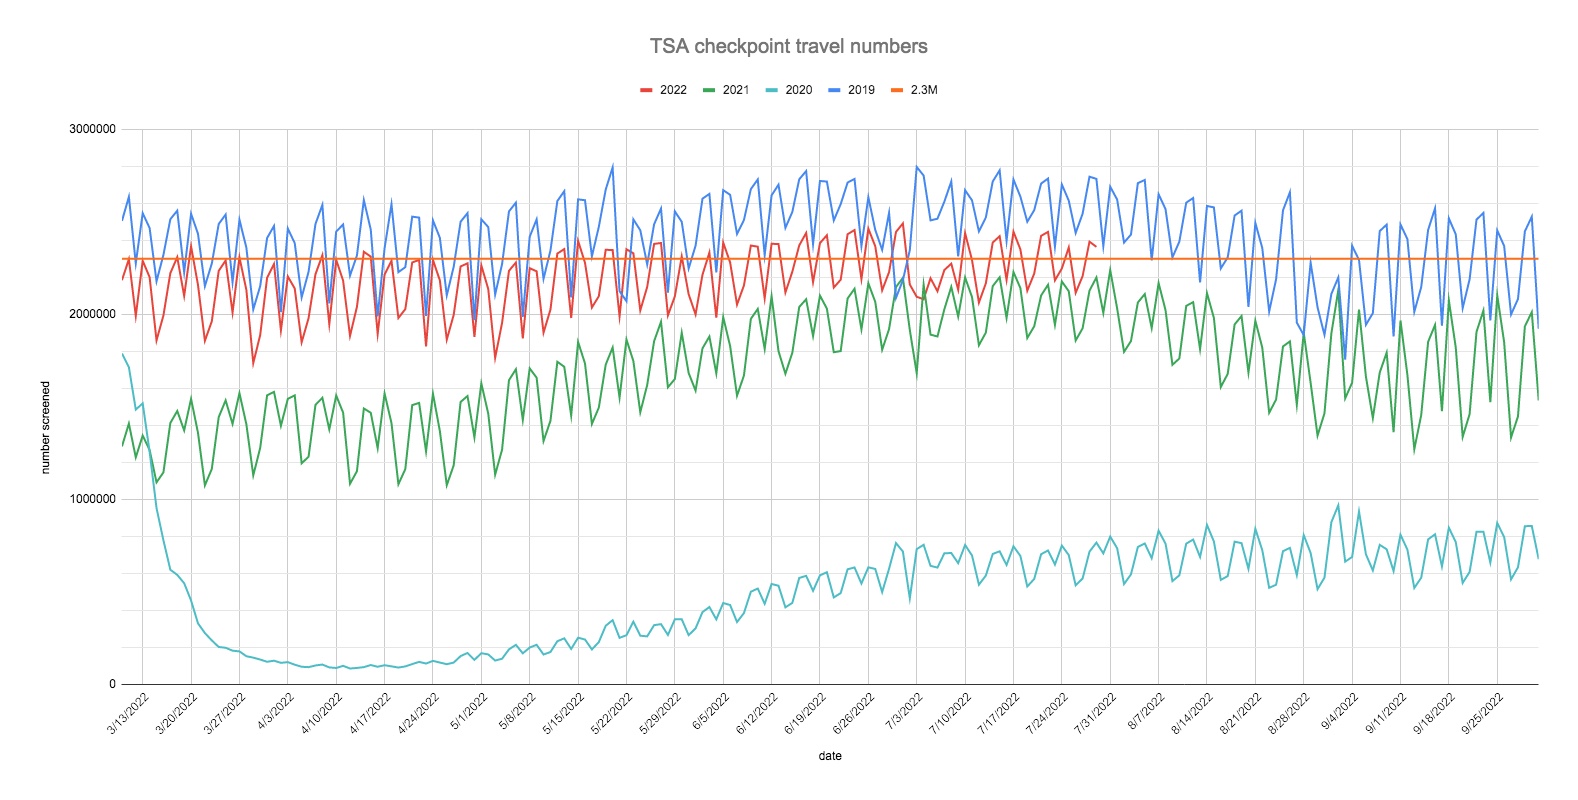 TSA checkpoint travel numbers
2022 2021 2020 2019 2.3M
3000000
2000000
1000000
0
number screened
3/13/2022 3/20/2022 3/27/2022 4/3/2022 4/10/2022 4/17/2022 4/24/2022 5/1/2022 5/8/2022 5/15/2022 5/22/2022 5/29/2022 6/5/2022 6/12/2022 6/19/2022 6/26/2022 7/3/2022 7/10/2022 7/17/2022 7/24/2022 7/31/2022 8/7/2022 8/14/2022 8/21/2022 8/28/2022 9/4/2022 9/11/2022 9/18/2022 9/25/2022
date